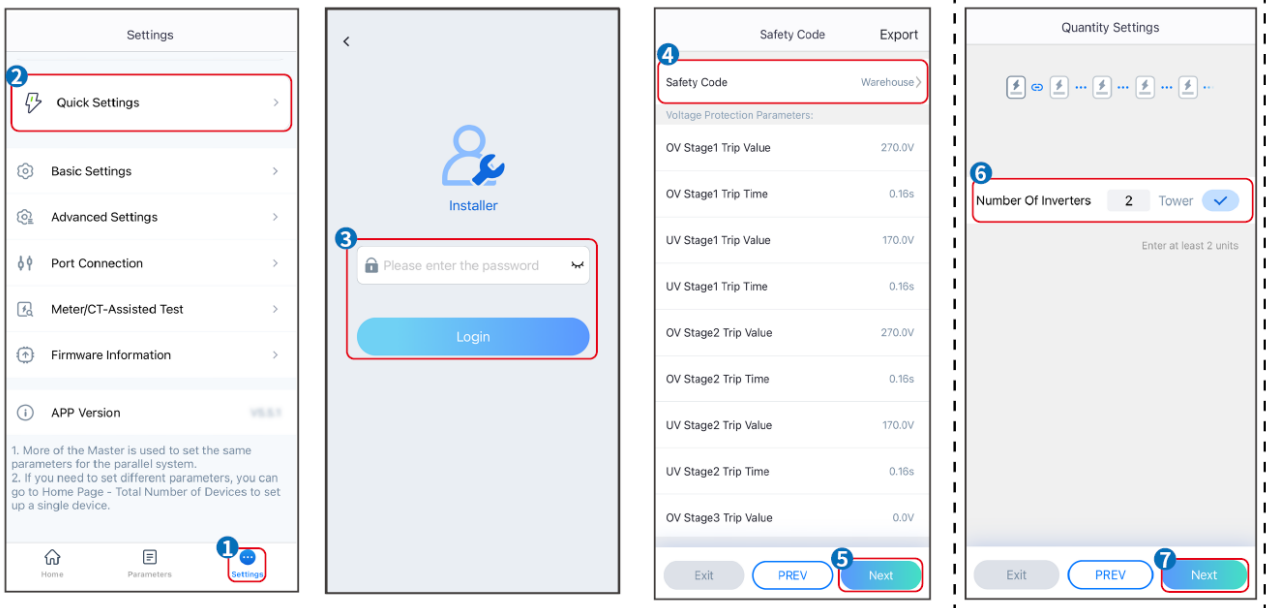 Settings
2
Quick Settings
Basic Settings
Advanced Settings
Port Connection
Meter/CT-Assisted Test
Firmware Information
APP Version
1. More of the Master is used to set the same
parameters for the parallel system.
2. If you need to set different parameters, you can
go to Home Page - Total Number of Devices to set
up a single device.
1
Home
Parameters
Settings
Installer
3
Please enter the password
Login
Safety Code
Export
4
Safety Code
Warehouse
Voltage Protection Parameters:
OV Stage1 Trip Value
270.0V
OV Stage1 Trip Time
0.16s
UV Stage1 Trip Value
170.0V
UV Stage1 Trip Time
0.16s
OV Stage2 Trip Value
270.0V
OV Stage2 Trip Time
0.16s
UV Stage2 Trip Value
170.0V
UV Stage2 Trip Time
0.16s
OV Stage3 Trip Value
0.0V
5
Exit
PREV
Next
Quantity Settings
6
Number Of Inverters
2
Tower
Enter at least 2 units
7
Exit
PREV
Next